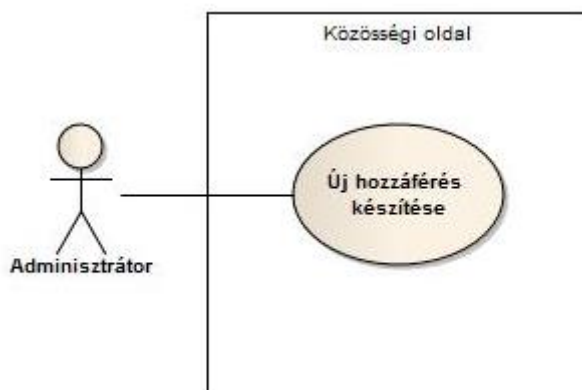 Közösségi oldal
Új hozzáférés
készítése
Adminisztrátor